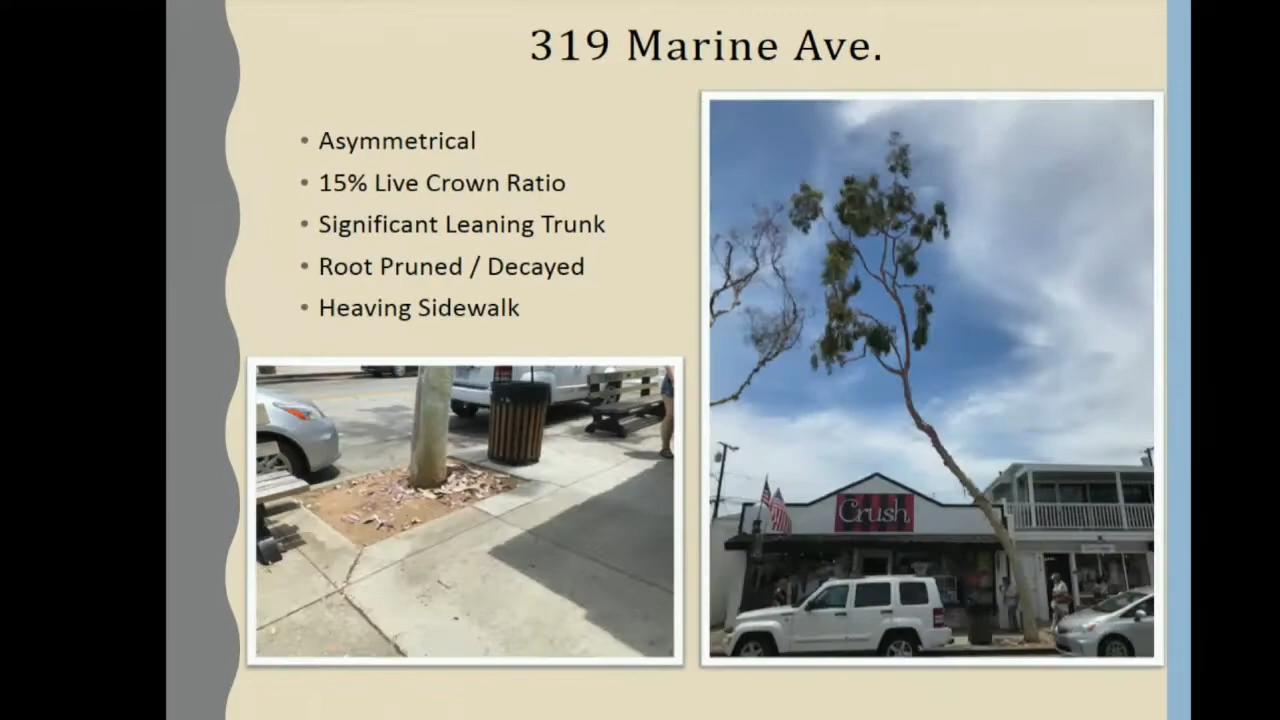 319 Marine Ave.
• Asymmetrical
• 15% Live Crown Ratio
• Significant Leaning Trunk
• Root Pruned / Decayed
• Heaving Sidewalk
Crush